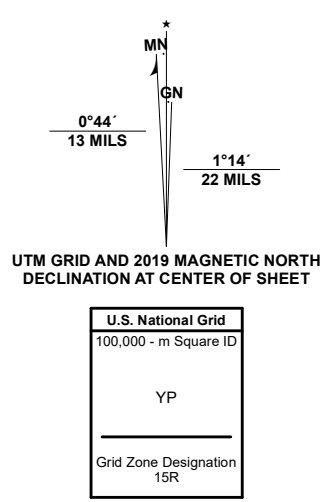 MN
GN
0°44´
13 MILS
1°14´
22 MILS
UTM GRID AND 2019 MAGNETIC NORTH
DECLINATION AT CENTER OF SHEET
U.S. National Grid
100,000 - m Square ID
YP
Grid Zone Designation
15R